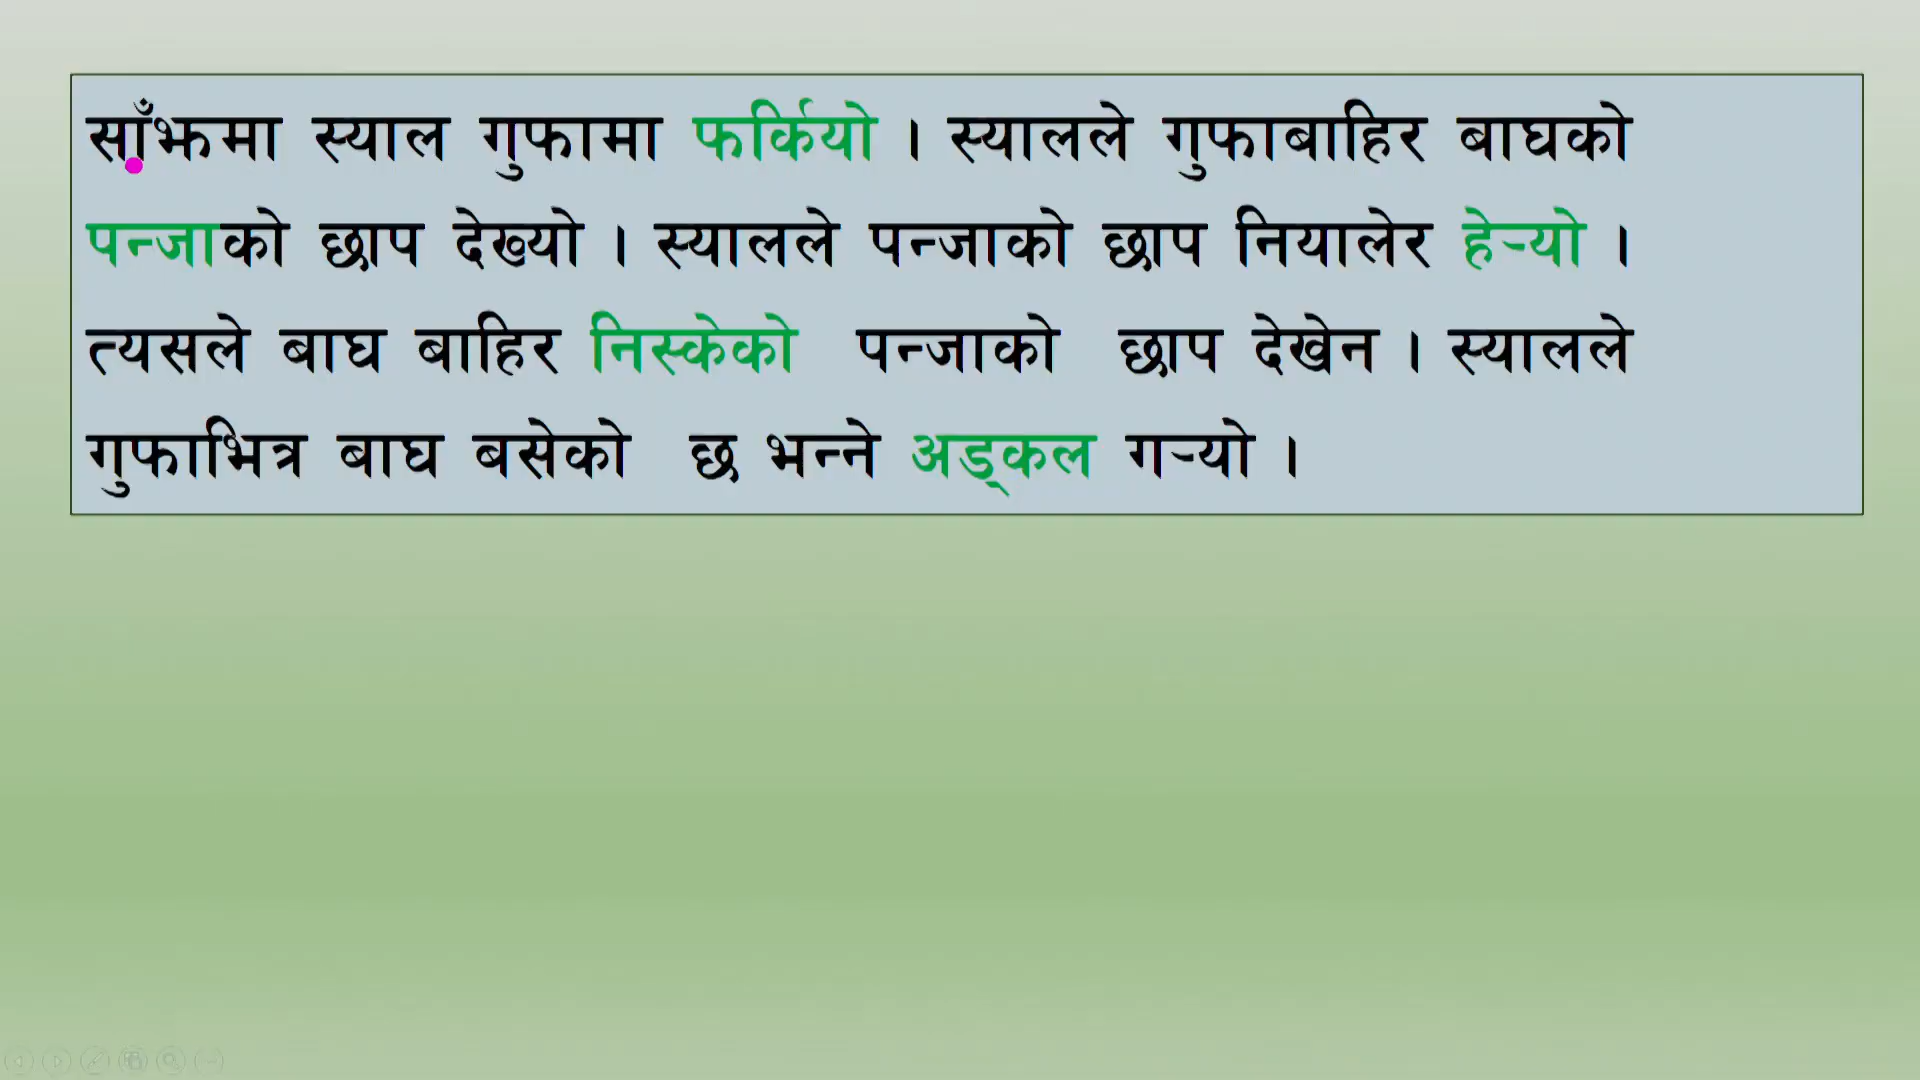 साँझमा स्याल गुफामा फर्कियो । स्यालले गुफाबाहिर बाघको
पन्जाको छाप देख्यो । स्यालले पन्जाको छाप नियालेर हेर्‍यो ।
त्यसले बाघ बाहिर निस्केको पन्जाको छाप देखेन । स्यालले
गुफाभित्र बाघ बसेको छ भन्ने अड्कल गर्‍यो ।